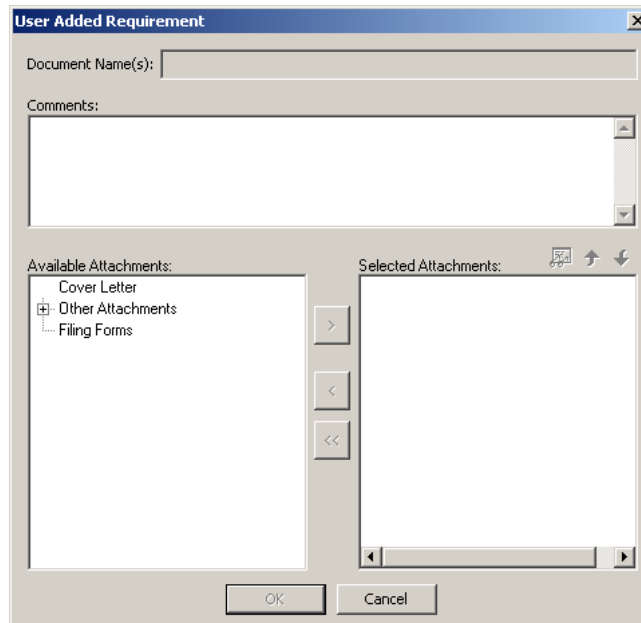 User Added Requirement
Document Name(s):
Comments:
Available Attachments:
Selected Attachments:
Cover Letter
Other Attachments
Filing Forms
>
<
<<
OK
Cancel